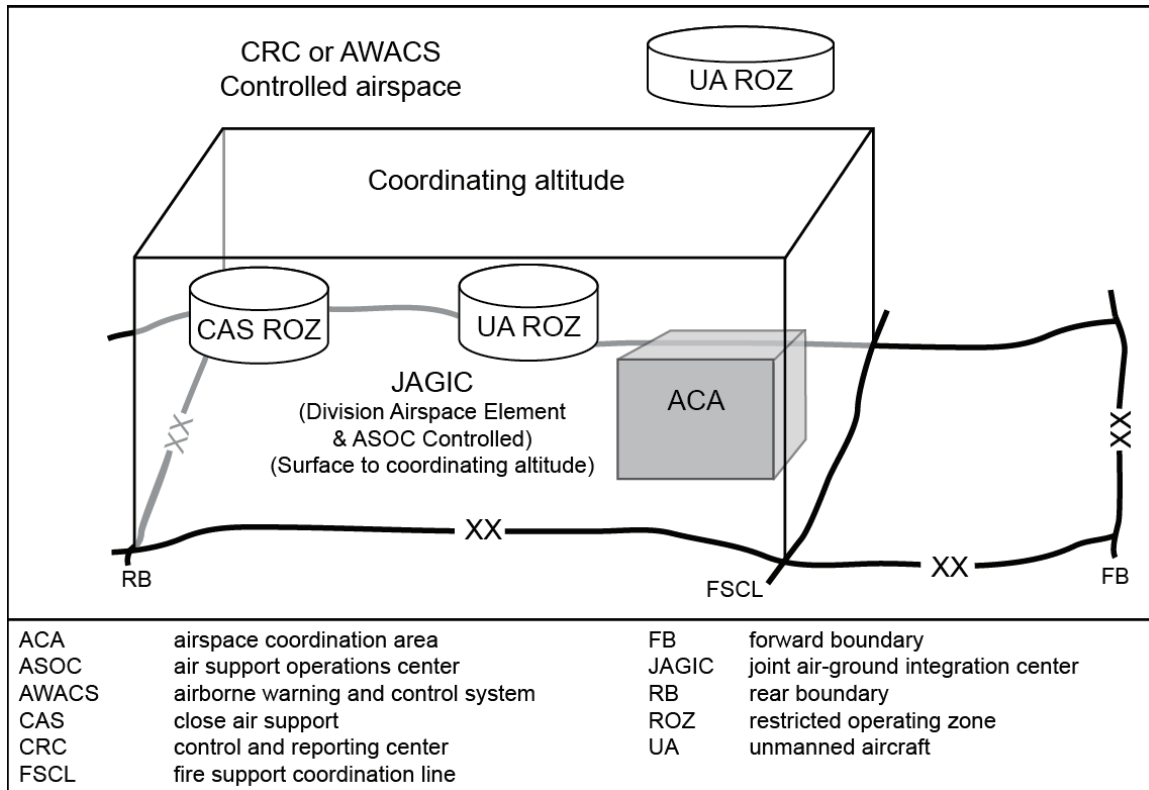 CRC or AWACS
Controlled airspace
UA ROZ
Coordinating altitude
CAS ROZ
UA ROZ
JAGIC
(Division Airspace Element
& ASOC Controlled)
(Surface to coordinating altitude)
ACA
XX
XX
XX
XX
RB
FSCL
FB
ACA airspace coordination area
ASOC air support operations center
AWACS airborne warning and control system
CAS close air support
CRC control and reporting center
FSCL fire support coordination line
FB forward boundary
JAGIC joint air-ground integration center
RB rear boundary
ROZ restricted operating zone
UA unmanned aircraft